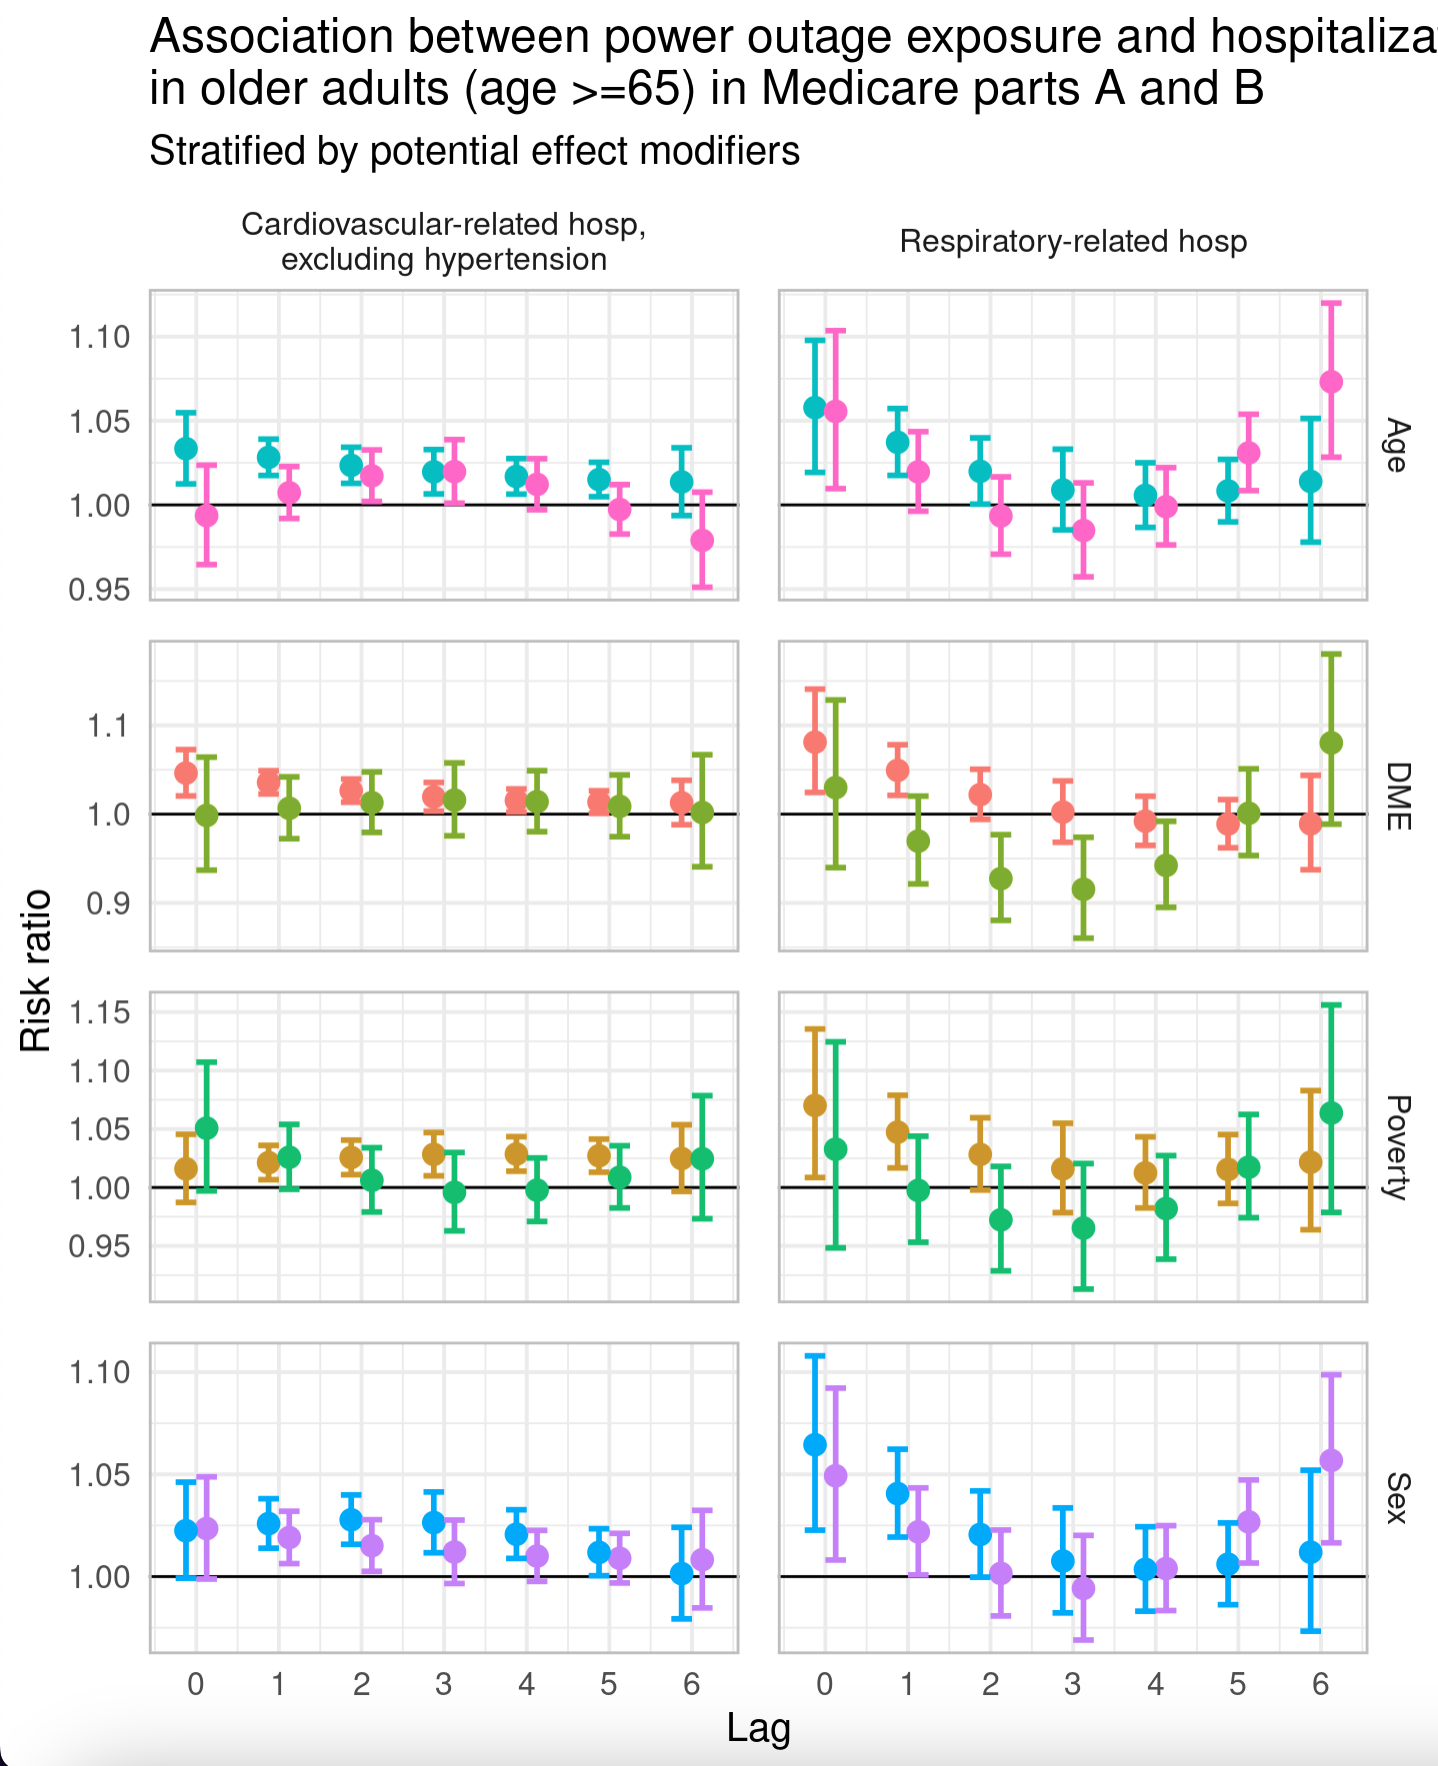 Association between power outage exposure and hospitaliza
in older adults (age >=65) in Medicare parts A and B
Stratified by potential effect modifiers
Cardiovascular-related hosp,
excluding hypertension
Respiratory-related hosp
1.10
1.05
1.00
0.95
Age
1.1
1.0
0.9
DME
Risk ratio
1.15
1.10
1.05
1.00
0.95
Poverty
1.10
1.05
1.00
Sex
0 1 2 3 4 5 6
0 1 2 3 4 5 6
Lag